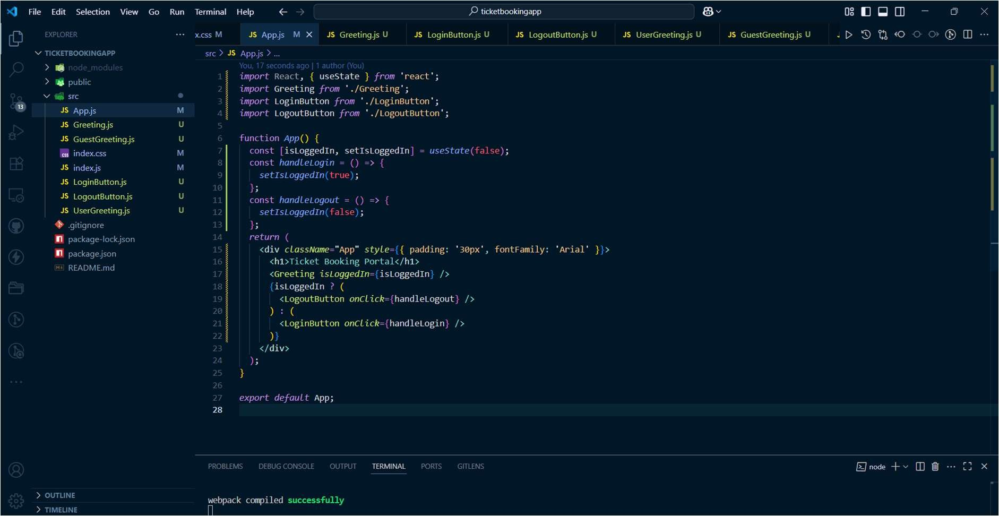 File Edit Selection View Go Run Terminal Help
ticketbookingapp
EXPLORER
TICKETBOOKINGAPP
node_modules
public
src
JS App.js M
JS Greeting.js U
JS GuestGreeting.js U
css index.css M
JS index.js M
JS LoginButton.js U
JS LogoutButton.js U
JS UserGreeting.js U
.gitignore
package-lock.json
package.json
README.md
13
OUTLINE
TIMELINE
x.css M JS App.js M JS Greeting.js U JS LoginButton.js U JS LogoutButton.js U JS UserGreeting.js U JS GuestGreeting.js U
src > JS App.js > ...
You, 17 seconds ago | 1 author (You)
1 import React, { useState } from 'react';
2 import Greeting from './Greeting';
3 import LoginButton from './LoginButton';
4 import LogoutButton from './LogoutButton';
5
6 function App() {
7 const [isLoggedIn, setIsLoggedIn] = useState(false);
8 const handleLogin = () => {
9 setIsLoggedIn(true);
10 };
11 const handleLogout = () => {
12 setIsLoggedIn(false);
13 };
14 return (
15 <div className="App" style={{ padding: '30px', fontFamily: 'Arial' }}>
16 <h1>Ticket Booking Portal</h1>
17 <Greeting isLoggedIn={isLoggedIn} />
18 {isLoggedIn ? (
19 <LogoutButton onClick={handleLogout} />
20 ) : (
21 <LoginButton onClick={handleLogin} />
22 )}
23 </div>
24 );
25 }
26
27 export default App;
28
PROBLEMS DEBUG CONSOLE OUTPUT TERMINAL PORTS GITLENS
node
webpack compiled successfully